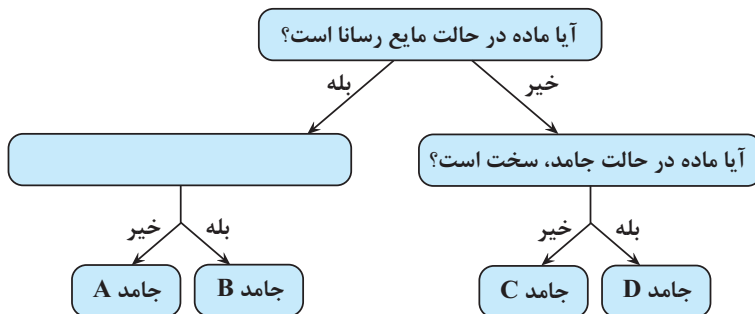 آیا ماده در حالت مایع رسانا است؟
خیر
بله
آیا ماده در حالت جامد، سخت است؟
بله
خیر
بله
خیر
جامد D
جامد C
جامد B
جامد A